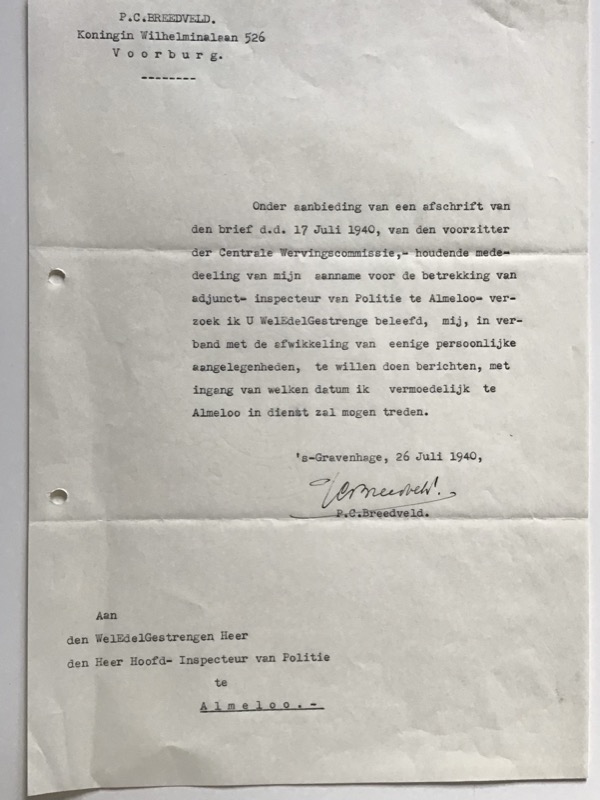 P.C.BREEDVELD.
Koningin Wilhelminalaan 526
V o o r b u r g.
--------
Onder aanbieding van een afschrift van
den brief d.d. 17 Juli 1940, van den voorzitter
der Centrale Wervingscommissie,- houdende mede-
deeling van mijn aanname voor de betrekking van
adjunct- inspecteur van Politie te Almeloo- ver-
zoek ik U WelEdelGestrenge beleefd, mij, in ver-
band met de afwikkeling van eenige persoonlijke
aangelegenheden, te willen doen berichten, met
ingang van welken datum ik vermoedelijk te
Almeloo in dienst zal mogen treden.
's-Gravenhage, 26 Juli 1940,
PCBreedveld.
P.C.Breedveld.
Aan
den WelEdelGestrengen Heer
den Heer Hoofd- Inspecteur van Politie
te
A l m e l o o. -